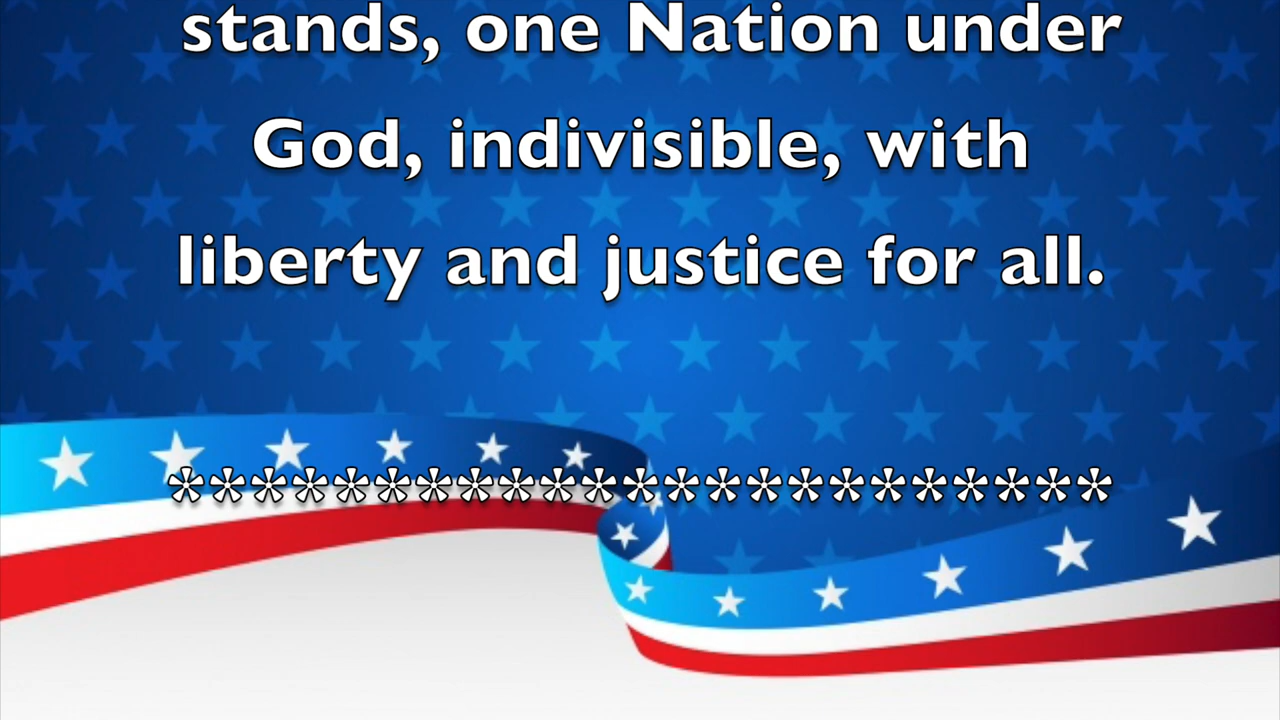 stands, one Nation under
God, indivisible, with
liberty and justice for all.
***********************